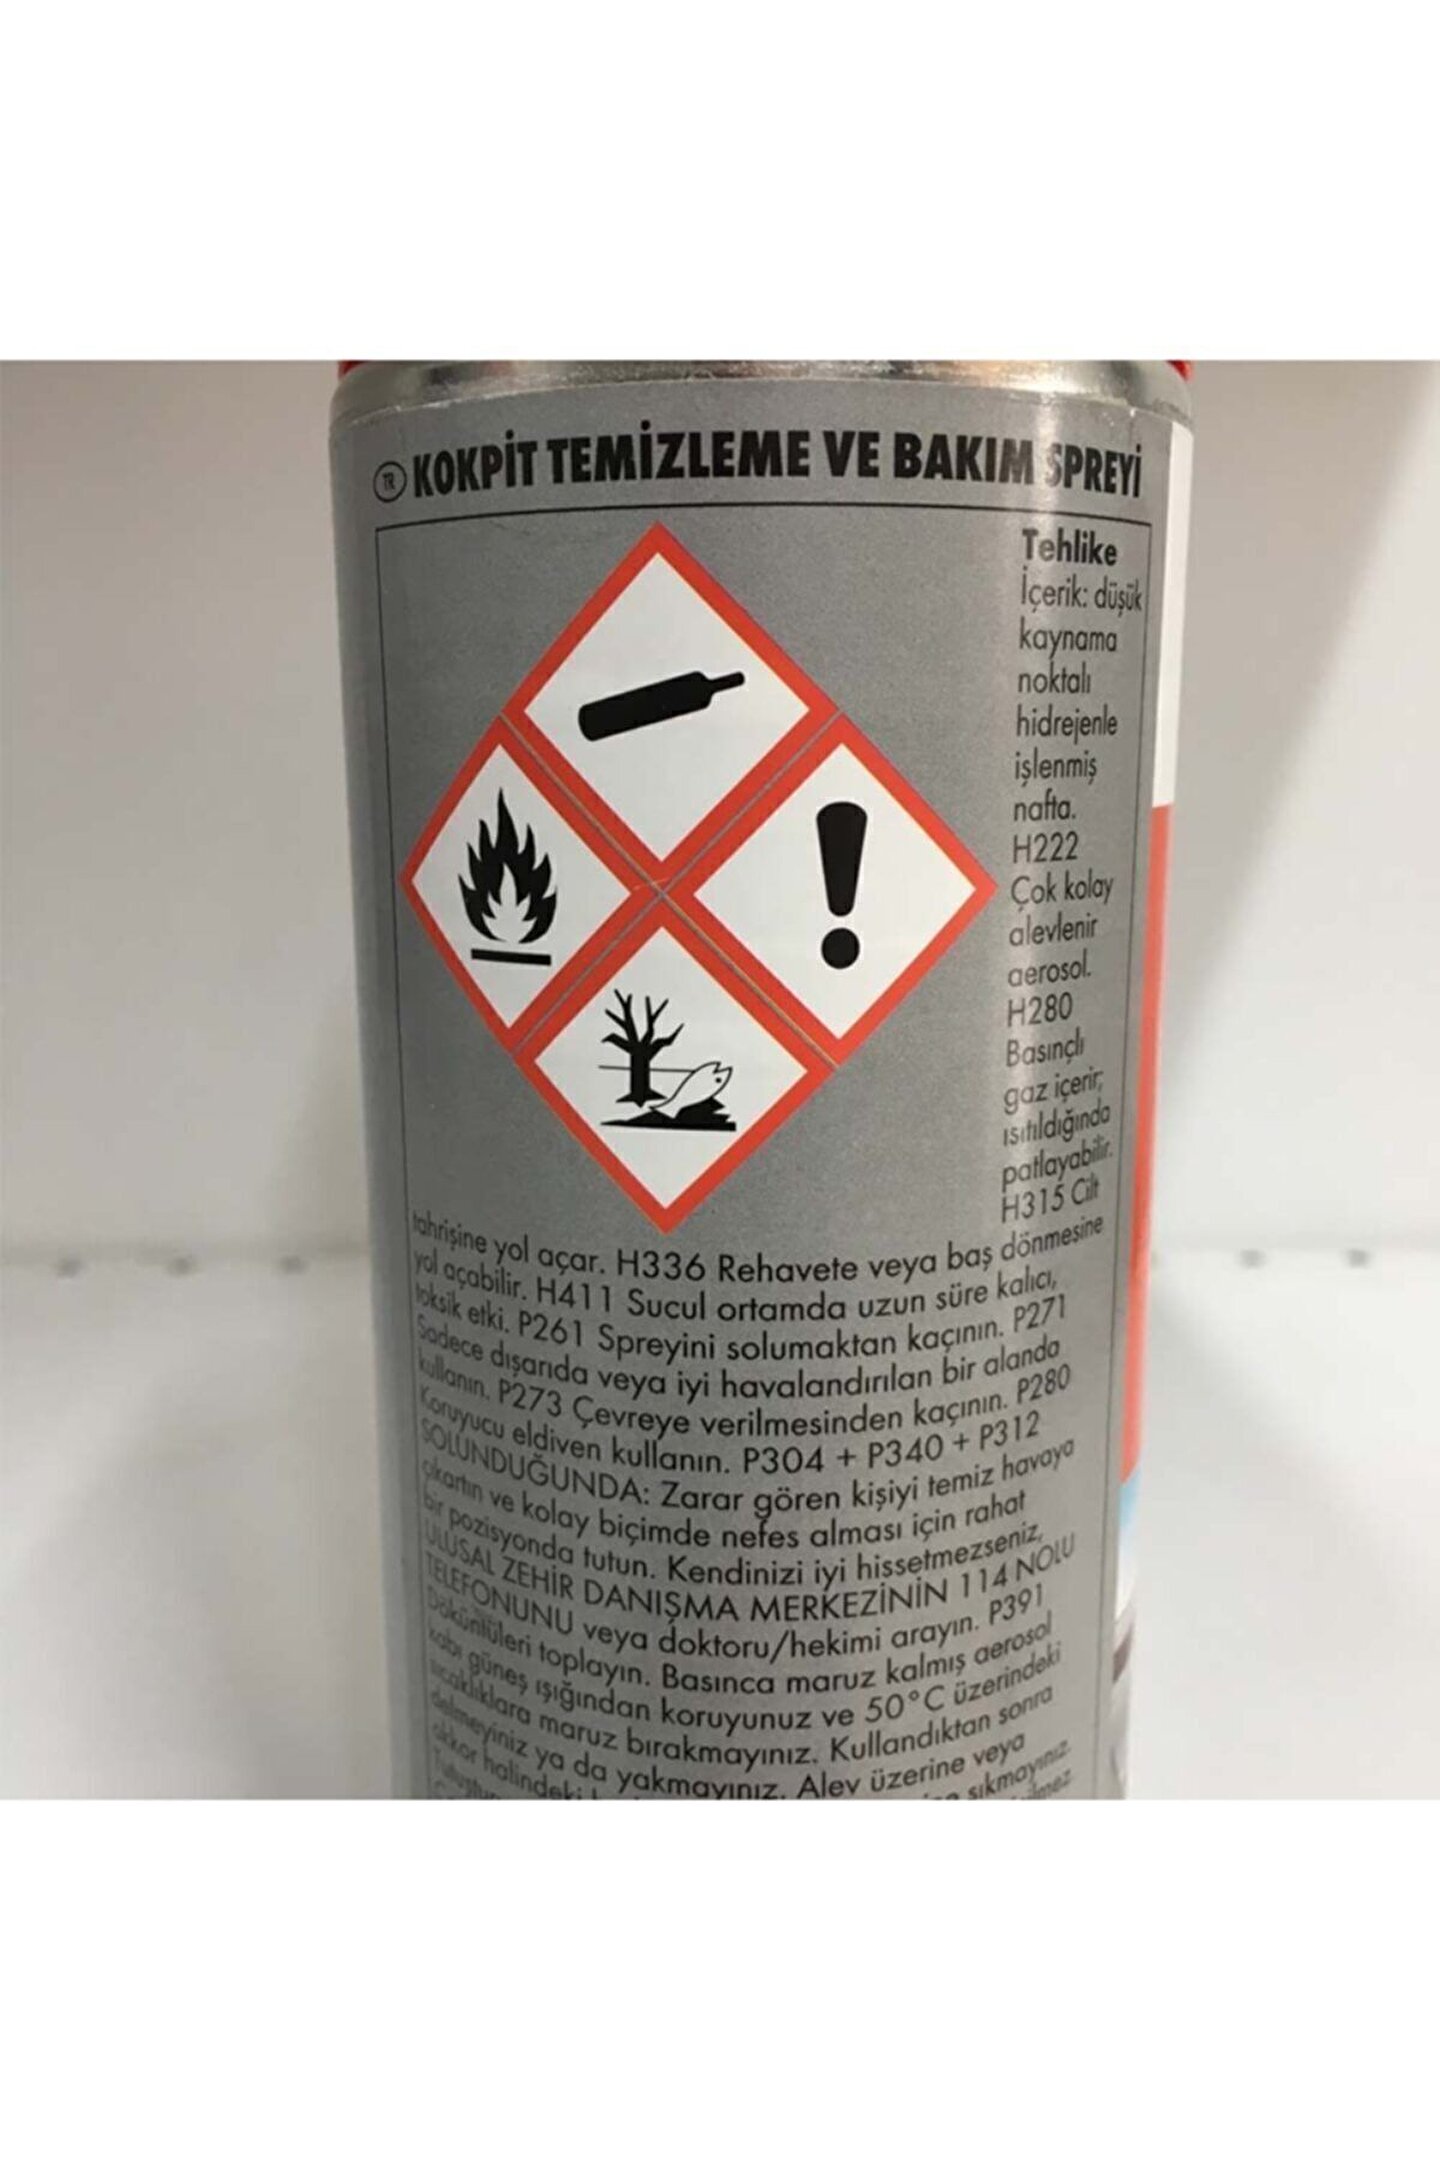 TR KOKPİT TEMİZLEME VE BAKIM SPREYİ
Tehlike
İçerik: düşük
kaynama
noktalı
hidrejenle
işlenmiş
nafta.
H222
Çok kolay
alevlenir
aerosol.
H280
Basınçlı
gaz içerir;
ısıtıldığında
patlayabilir.
H315 Cilt
tahrişine yol açar. H336 Rehavete veya baş dönmesine
yol açabilir. H411 Sucul ortamda uzun süre kalıcı,
toksik etki. P261 Spreyini solumaktan kaçının. P271
Sadece dışarıda veya iyi havalandırılan bir alanda
kullanın. P273 Çevreye verilmesinden kaçının. P280
Koruyucu eldiven kullanın. P304 + P340 + P312
SOLUNDUĞUNDA: Zarar gören kişiyi temiz havaya
çıkartın ve kolay biçimde nefes alması için rahat
bir pozisyonda tutun. Kendinizi iyi hissetmezseniz,
ULUSAL ZEHİR DANIŞMA MERKEZİNİN 114 NOLU
TELEFONUNU veya doktoru/hekimi arayın. P391
Döküntüleri toplayın. Basınca maruz kalmış aerosol
kabı güneş ışığından koruyunuz ve 50°C üzerindeki
sıcaklıklara maruz bırakmayınız. Kullandıktan sonra
delmeyiniz ya da yakmayınız. Alev üzerine veya
akkor halindeki sıkmayınız.